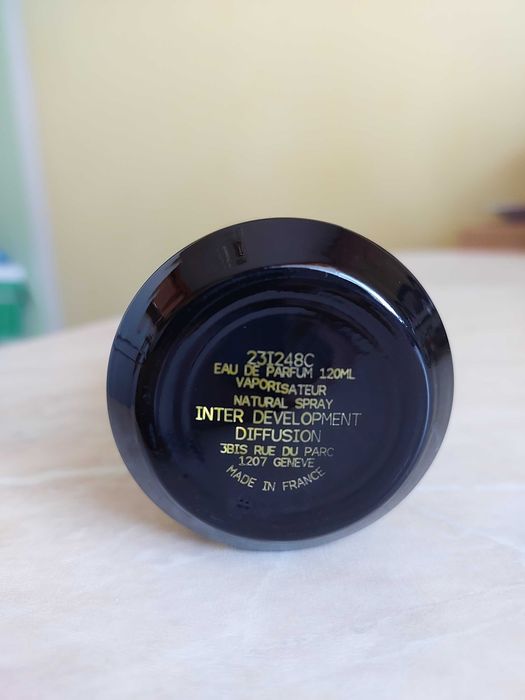 23I248C
EAU DE PARFUM 120ML
VAPORISATEUR
NATURAL SPRAY
INTER DEVELOPMENT
DIFFUSION
3BIS RUE DU PARC
1207 GENEVE
MADE IN FRANCE